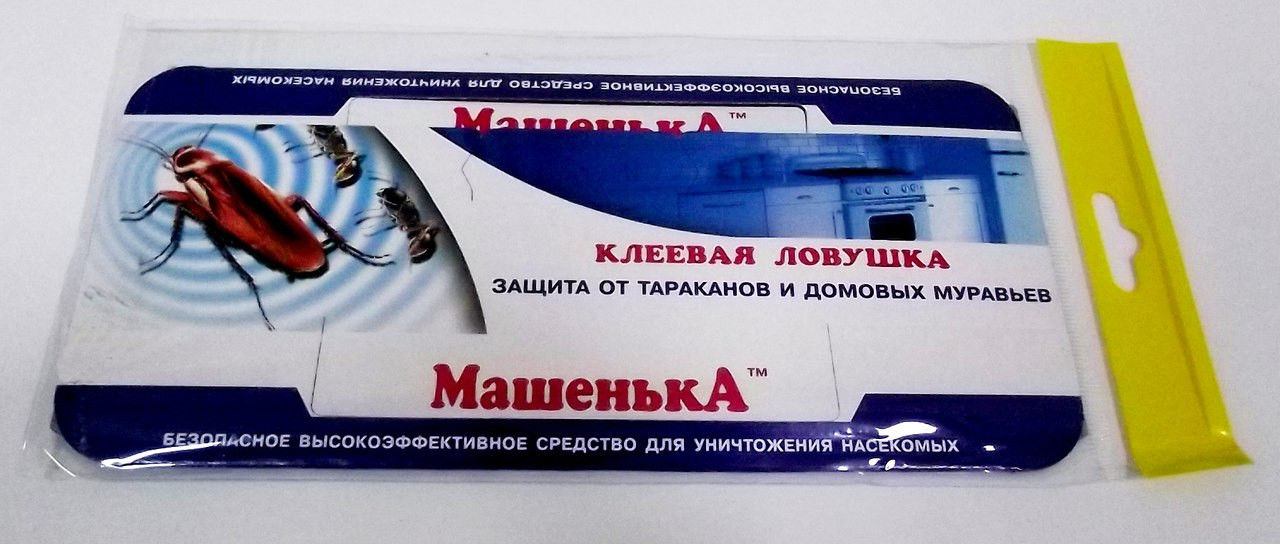 БЕЗОПАСНОЕ ВЫСОКОЭФФЕКТИВНОЕ СРЕДСТВО ДЛЯ УНИЧТОЖЕНИЯ НАСЕКОМЫХ
МашенькА™
КЛЕЕВАЯ ЛОВУШКА
ЗАЩИТА ОТ ТАРАКАНОВ И ДОМОВЫХ МУРАВЬЕВ
МашенькА™
БЕЗОПАСНОЕ ВЫСОКОЭФФЕКТИВНОЕ СРЕДСТВО ДЛЯ УНИЧТОЖЕНИЯ НАСЕКОМЫХ